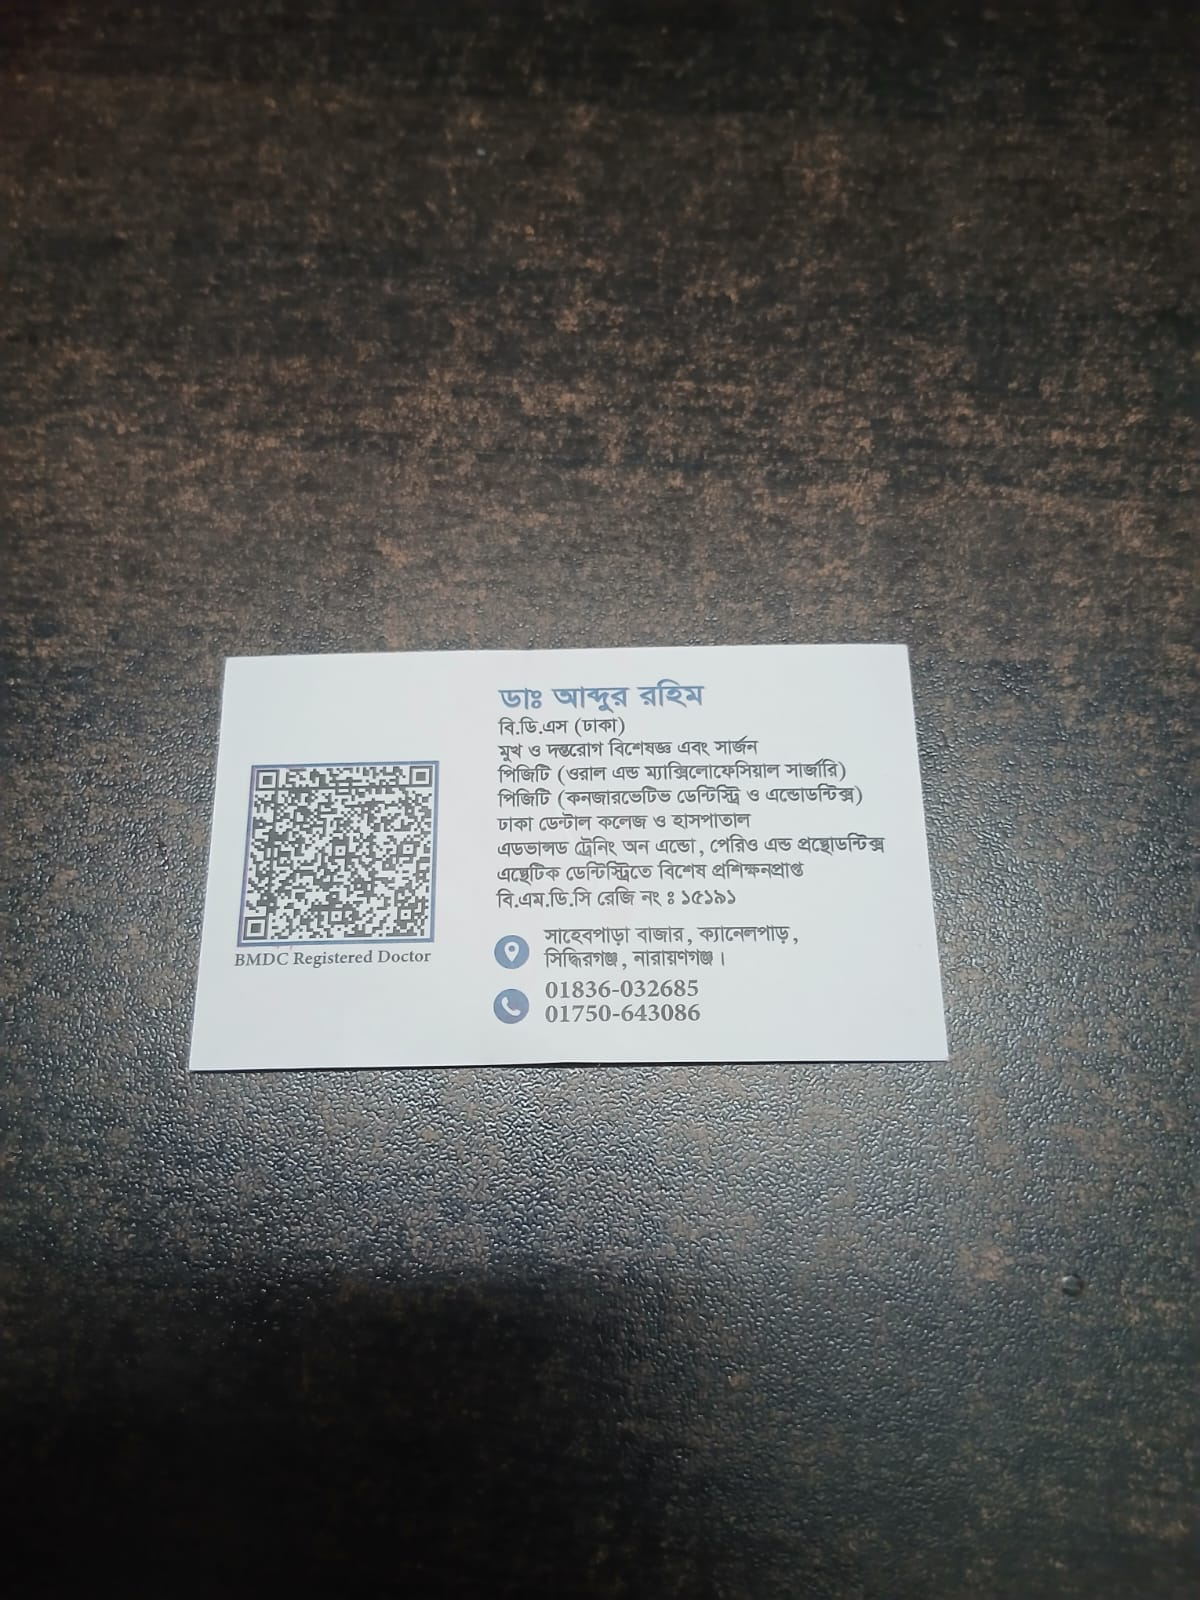 ডাঃ আব্দুর রহিম
বি.ডি.এস (ঢাকা)
মুখ ও দন্তরোগ বিশেষজ্ঞ এবং সার্জন
পিজিটি (ওরাল এন্ড ম্যাক্সিলোফেসিয়াল সার্জারি)
পিজিটি (কনজারভেটিভ ডেন্টিস্ট্রি ও এন্ডোডন্টিক্স)
ঢাকা ডেন্টাল কলেজ ও হাসপাতাল
এডভান্সড ট্রেনিং অন এন্ডো, পেরিও এন্ড প্রস্থোডন্টিক্স
এস্থেটিক ডেন্টিস্ট্রিতে বিশেষ প্রশিক্ষনপ্রাপ্ত
বি.এম.ডি.সি রেজি নং ঃ ১৫১৯১
সাহেবপাড়া বাজার, ক্যানেলপাড়,
সিদ্ধিরগঞ্জ, নারায়ণগঞ্জ।
01836-032685
01750-643086
BMDC Registered Doctor